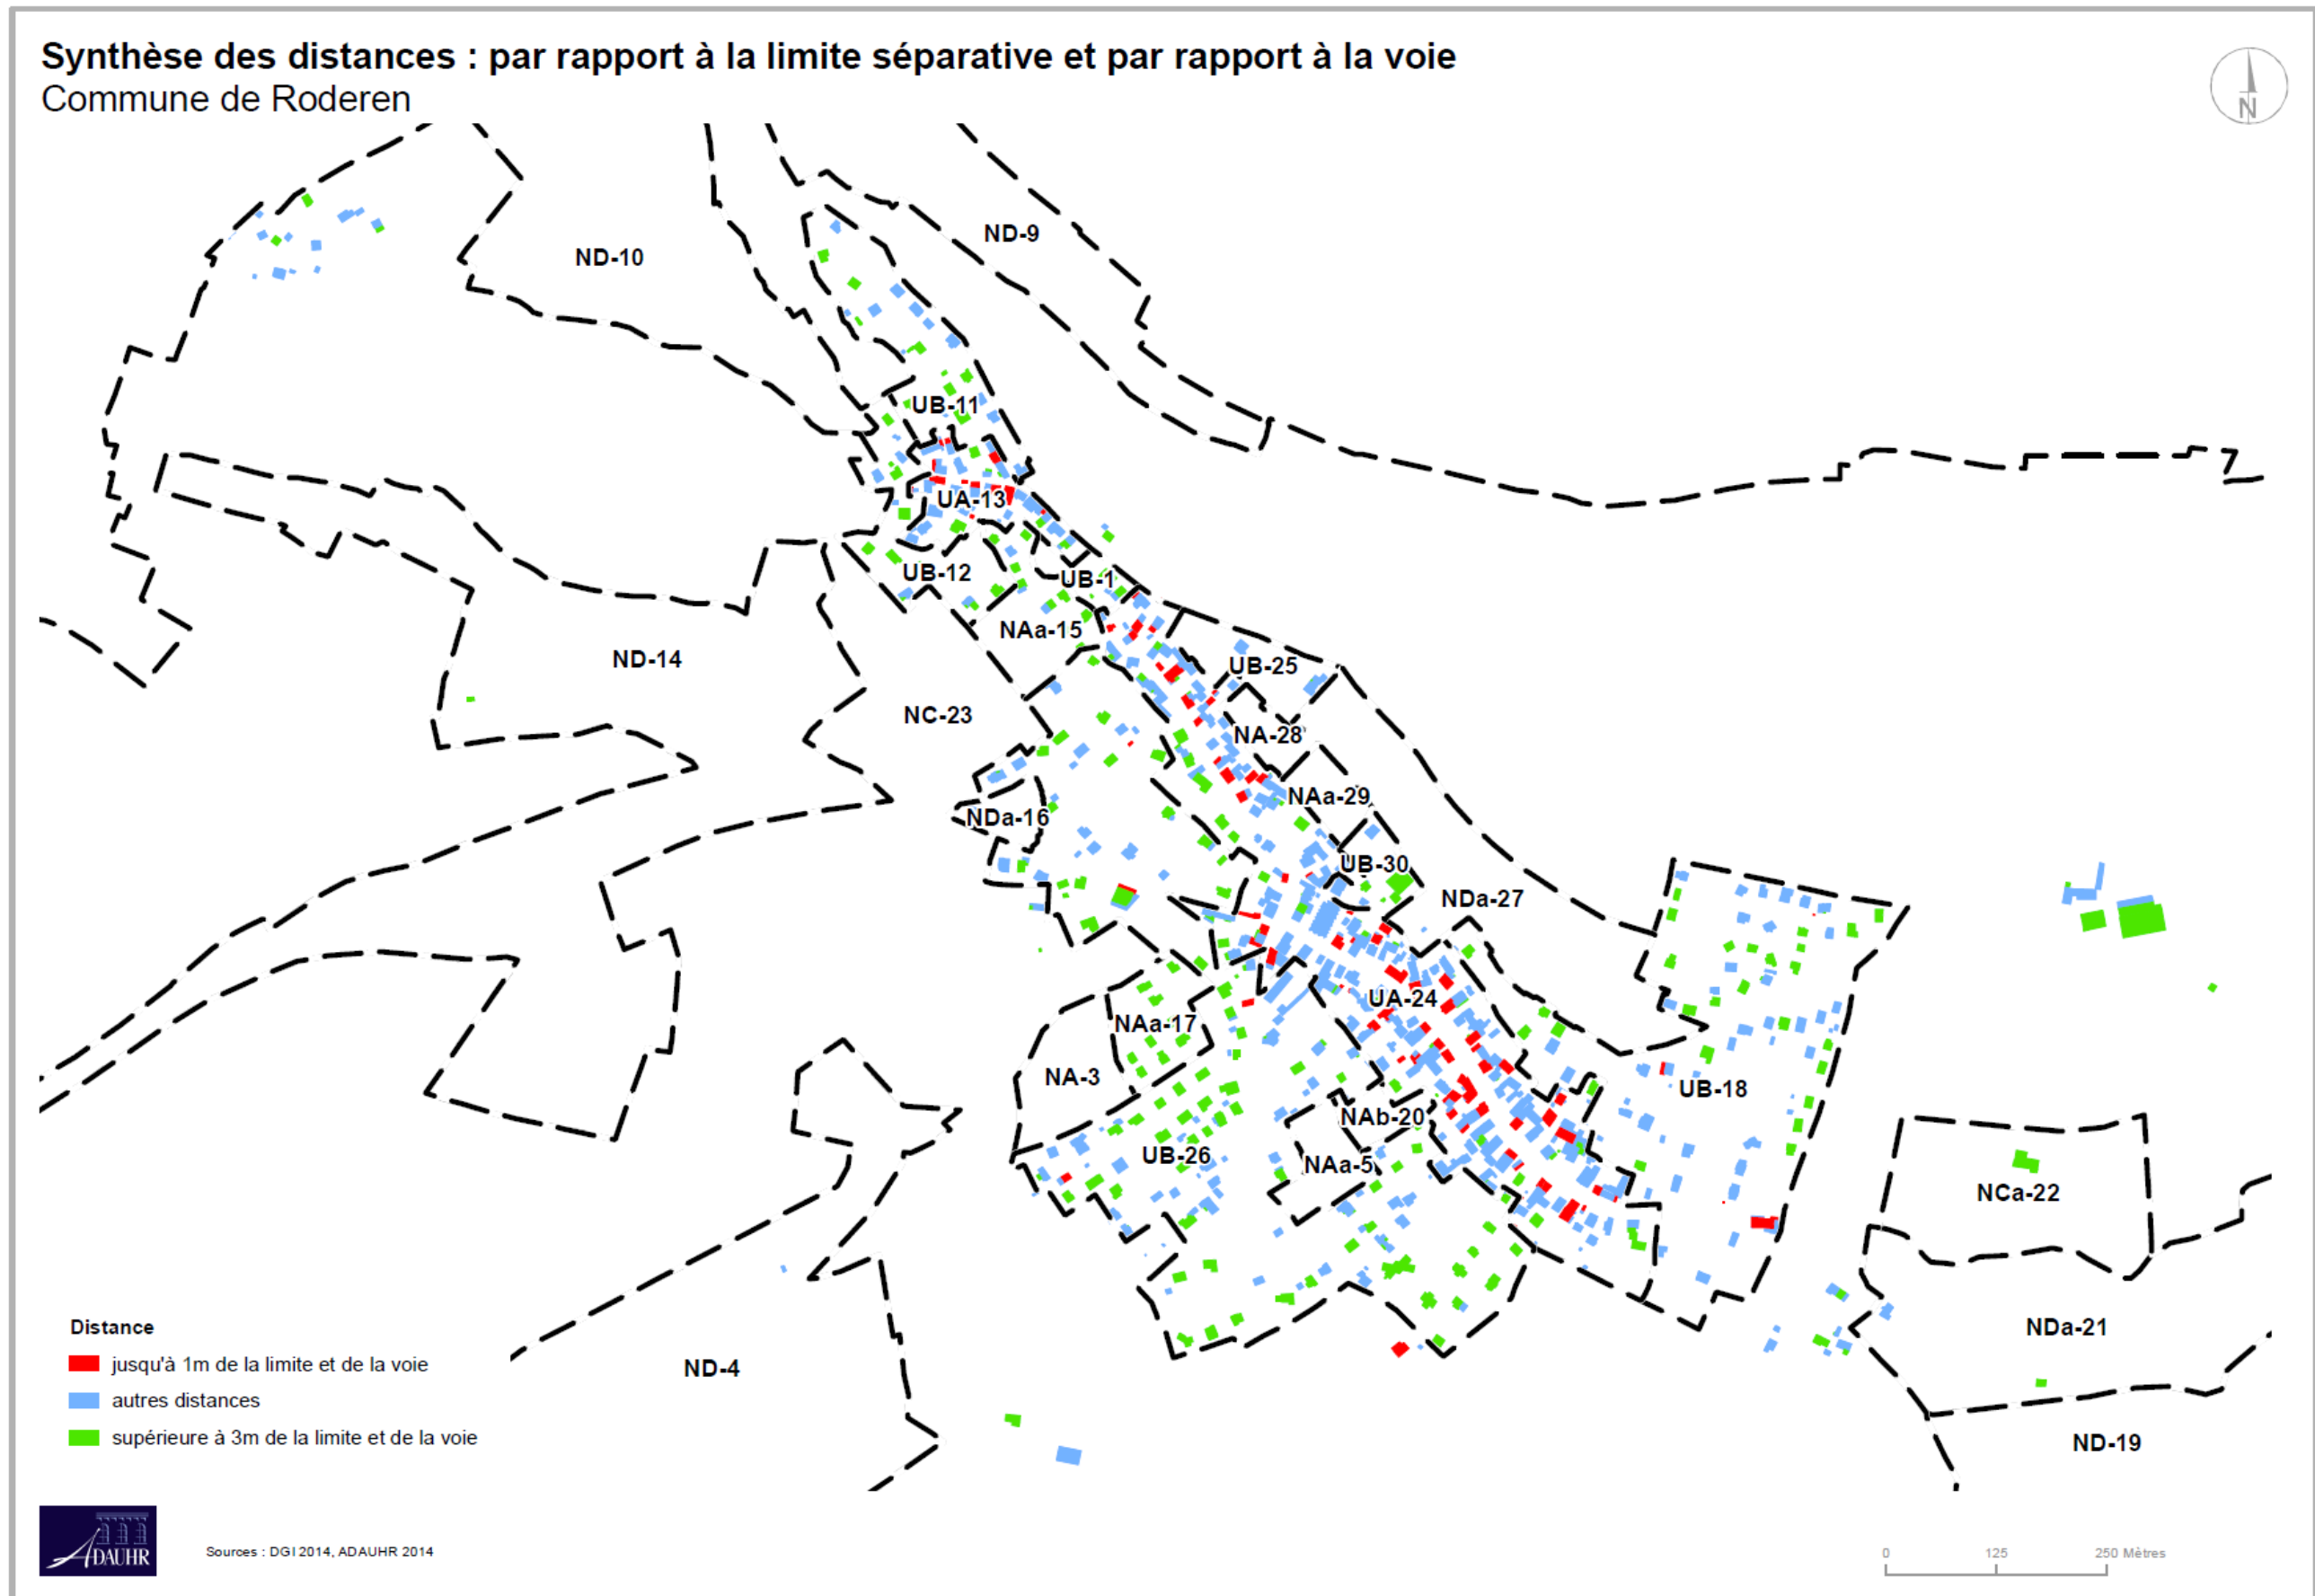 Synthèse des distances : par rapport à la limite séparative et par rapport à la voie
Commune de Roderen
N
ND-9
ND-10
UB-11
UA-13
UB-12
UB-1
NAa-15
ND-14
UB-25
NC-23
NA-28
NAa-29
NDa-16
UB-30
NDa-27
UA-24
NAa-17
NA-3
UB-18
NAb-20
UB-26
NAa-5
NCa-22
NDa-21
ND-4
ND-19
Distance
jusqu'à 1m de la limite et de la voie
autres distances
supérieure à 3m de la limite et de la voie
ADAUHR
Sources : DGI 2014, ADAUHR 2014
0 125 250 Mètres